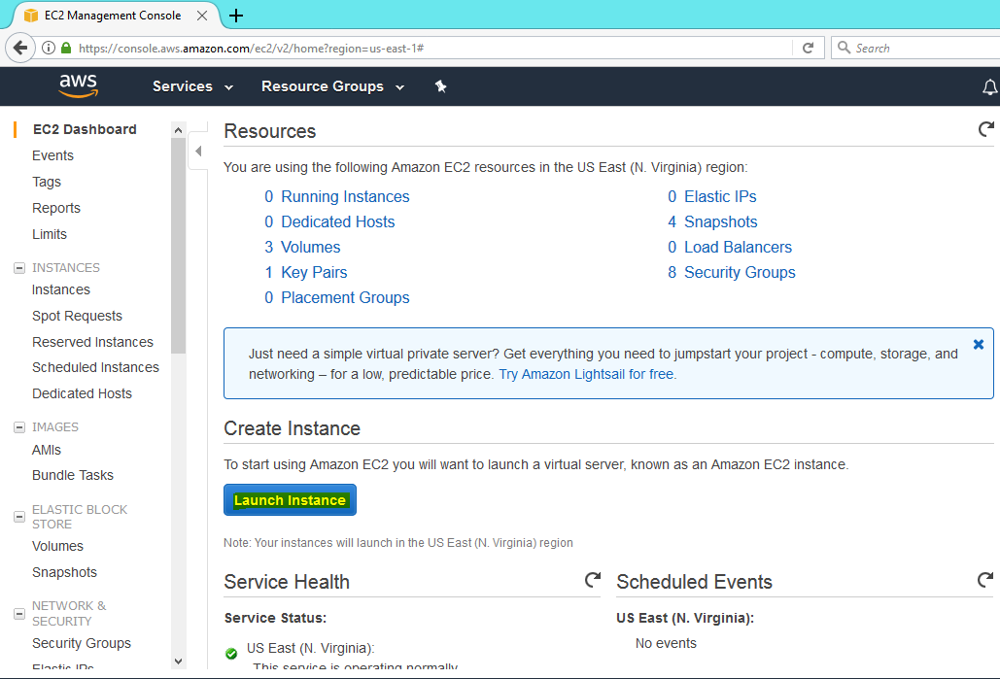 EC2 Management Console
https://console.aws.amazon.com/ec2/v2/home?region=us-east-1#
Search
aws
Services
Resource Groups
EC2 Dashboard
Events
Tags
Reports
Limits
INSTANCES
Instances
Spot Requests
Reserved Instances
Scheduled Instances
Dedicated Hosts
IMAGES
AMIs
Bundle Tasks
ELASTIC BLOCK
STORE
Volumes
Snapshots
NETWORK &
SECURITY
Security Groups
Elastic IPs
Resources
You are using the following Amazon EC2 resources in the US East (N. Virginia) region:
0 Running Instances
0 Dedicated Hosts
3 Volumes
1 Key Pairs
0 Placement Groups
0 Elastic IPs
4 Snapshots
0 Load Balancers
8 Security Groups
Just need a simple virtual private server? Get everything you need to jumpstart your project - compute, storage, and
networking – for a low, predictable price. Try Amazon Lightsail for free.
Create Instance
To start using Amazon EC2 you will want to launch a virtual server, known as an Amazon EC2 instance.
Launch Instance
Note: Your instances will launch in the US East (N. Virginia) region
Service Health
Service Status:
US East (N. Virginia):
This service is operating normally
Scheduled Events
US East (N. Virginia):
No events